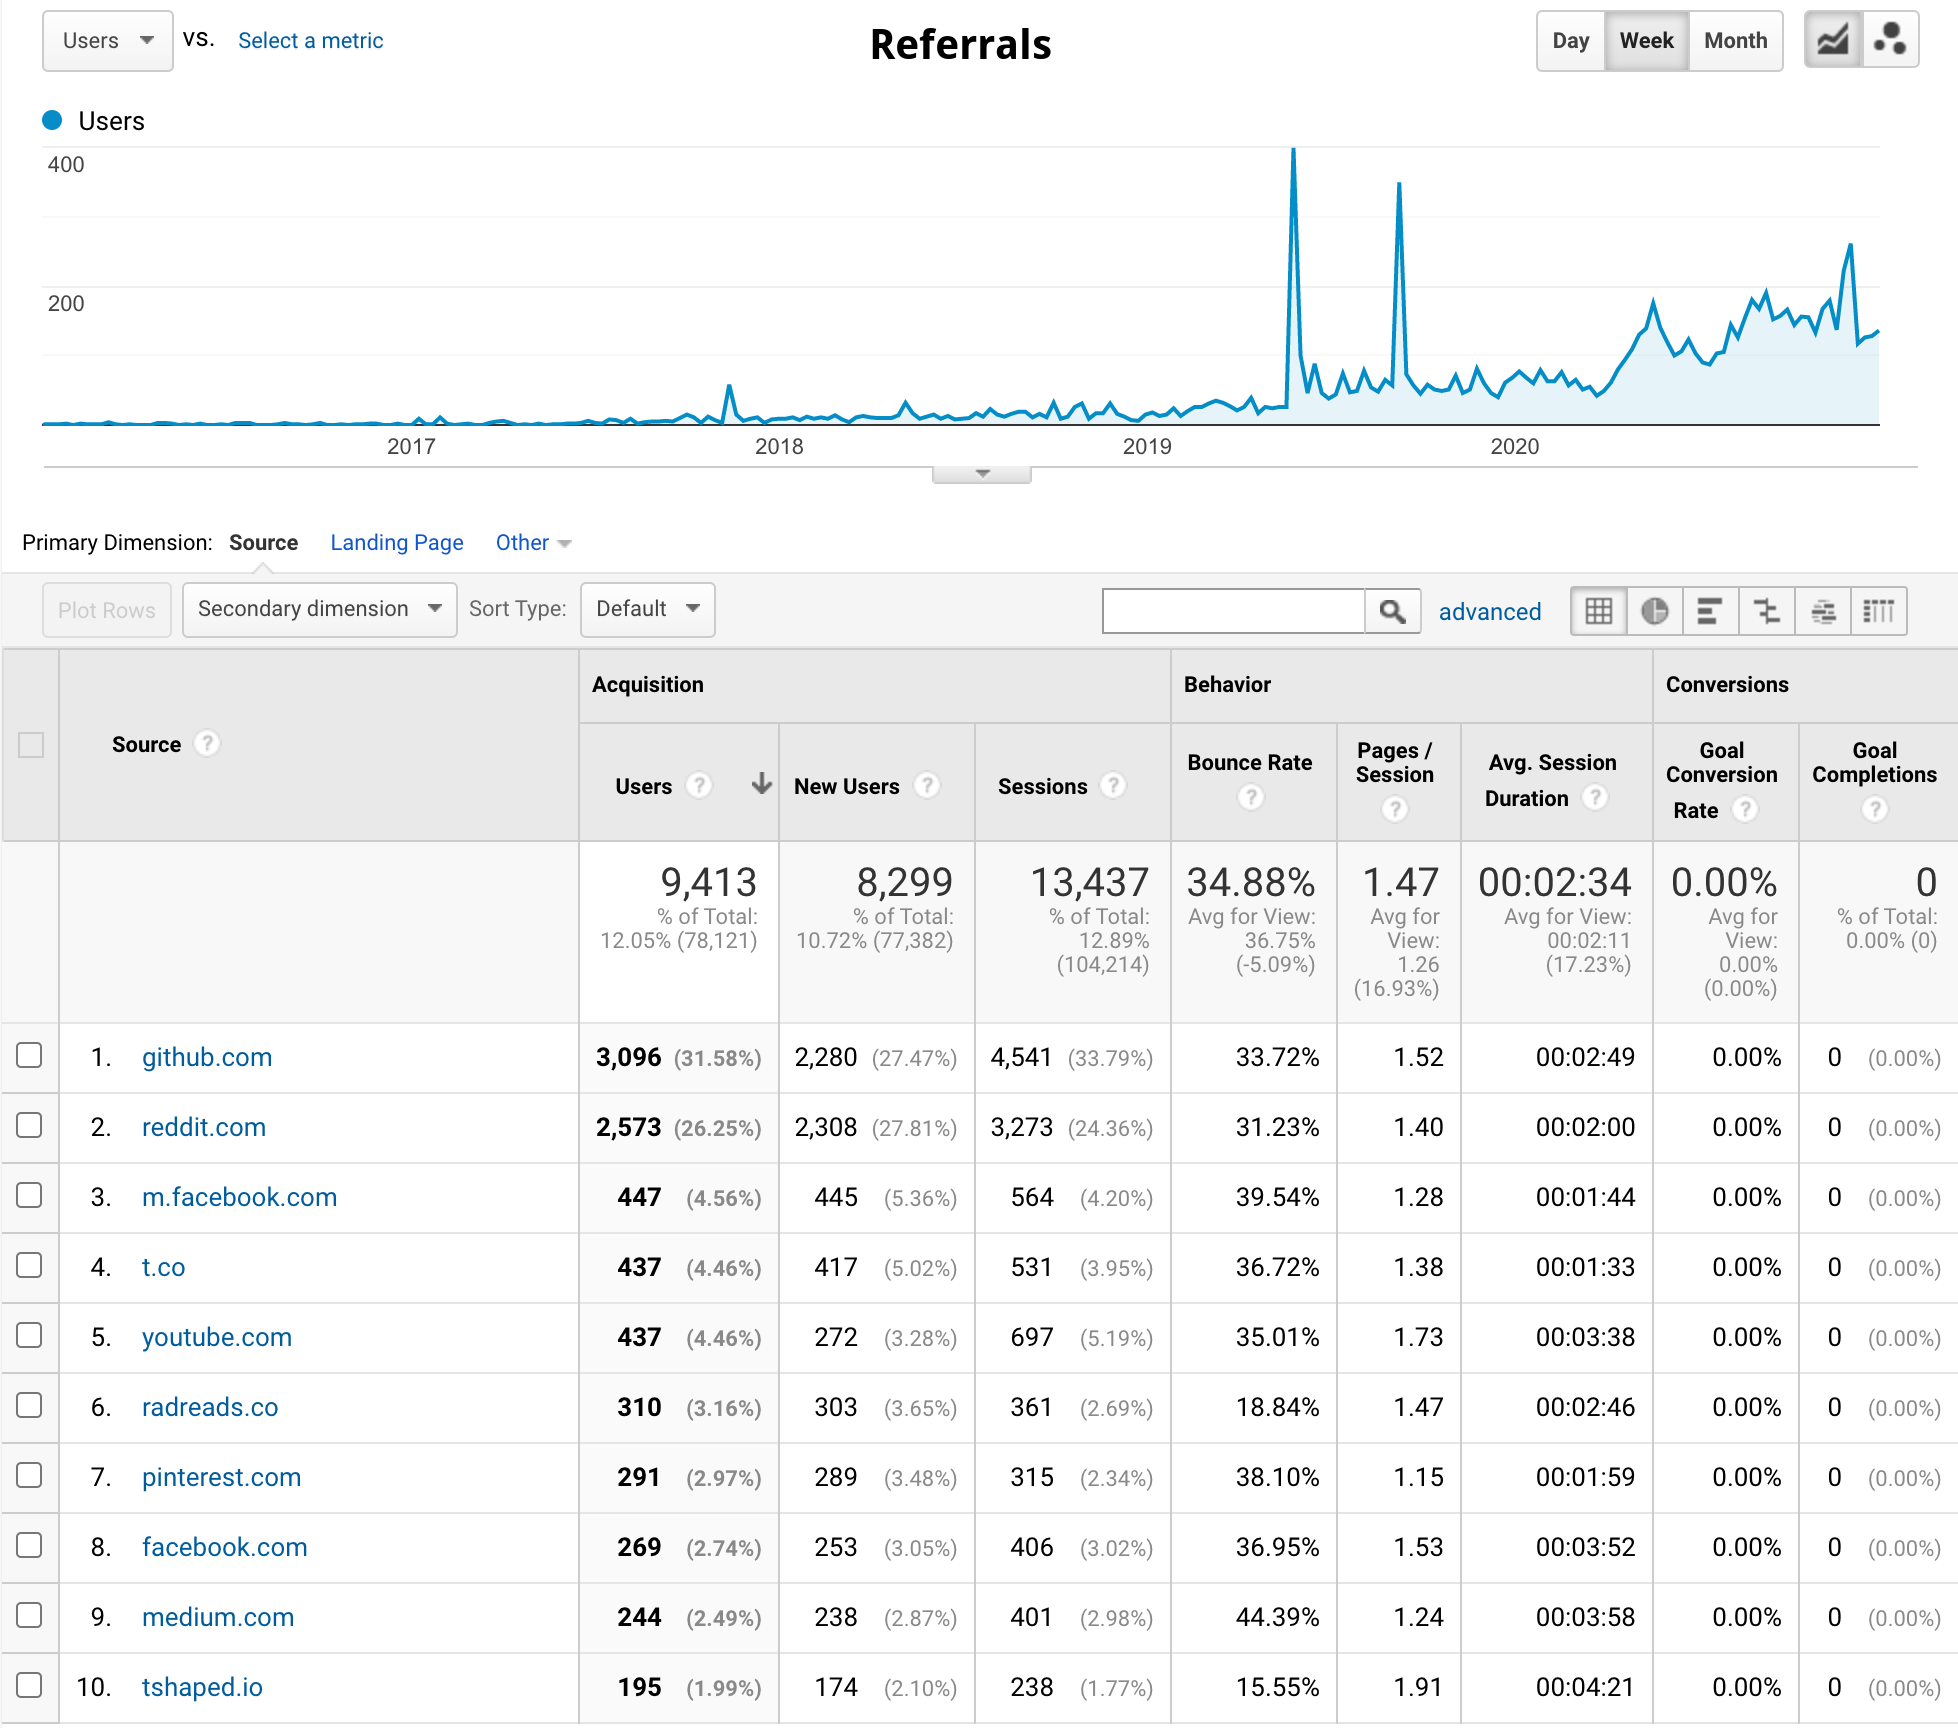 Users vs. Select a metric
Referrals
Day Week Month
Users
400
200
2017 2018 2019 2020
Primary Dimension: Source Landing Page Other
Plot Rows Secondary dimension Sort Type: Default advanced
Source ?
Acquisition Behavior Conversions
Users ? New Users ? Sessions ? Bounce Rate ? Pages / Session ? Avg. Session Duration ? Goal Conversion Rate ? Goal Completions ?
9,413 8,299 13,437 34.88% 1.47 00:02:34 0.00% 0
% of Total: 12.05% (78,121) % of Total: 10.72% (77,382) % of Total: 12.89% (104,214) Avg for View: 36.75% (-5.09%) Avg for View: 1.26 (16.93%) Avg for View: 00:02:11 (17.23%) Avg for View: 0.00% (0.00%) % of Total: 0.00% (0)
1. github.com 3,096 (31.58%) 2,280 (27.47%) 4,541 (33.79%) 33.72% 1.52 00:02:49 0.00% 0 (0.00%)
2. reddit.com 2,573 (26.25%) 2,308 (27.81%) 3,273 (24.36%) 31.23% 1.40 00:02:00 0.00% 0 (0.00%)
3. m.facebook.com 447 (4.56%) 445 (5.36%) 564 (4.20%) 39.54% 1.28 00:01:44 0.00% 0 (0.00%)
4. t.co 437 (4.46%) 417 (5.02%) 531 (3.95%) 36.72% 1.38 00:01:33 0.00% 0 (0.00%)
5. youtube.com 437 (4.46%) 272 (3.28%) 697 (5.19%) 35.01% 1.73 00:03:38 0.00% 0 (0.00%)
6. radreads.co 310 (3.16%) 303 (3.65%) 361 (2.69%) 18.84% 1.47 00:02:46 0.00% 0 (0.00%)
7. pinterest.com 291 (2.97%) 289 (3.48%) 315 (2.34%) 38.10% 1.15 00:01:59 0.00% 0 (0.00%)
8. facebook.com 269 (2.74%) 253 (3.05%) 406 (3.02%) 36.95% 1.53 00:03:52 0.00% 0 (0.00%)
9. medium.com 244 (2.49%) 238 (2.87%) 401 (2.98%) 44.39% 1.24 00:03:58 0.00% 0 (0.00%)
10. tshaped.io 195 (1.99%) 174 (2.10%) 238 (1.77%) 15.55% 1.91 00:04:21 0.00% 0 (0.00%)